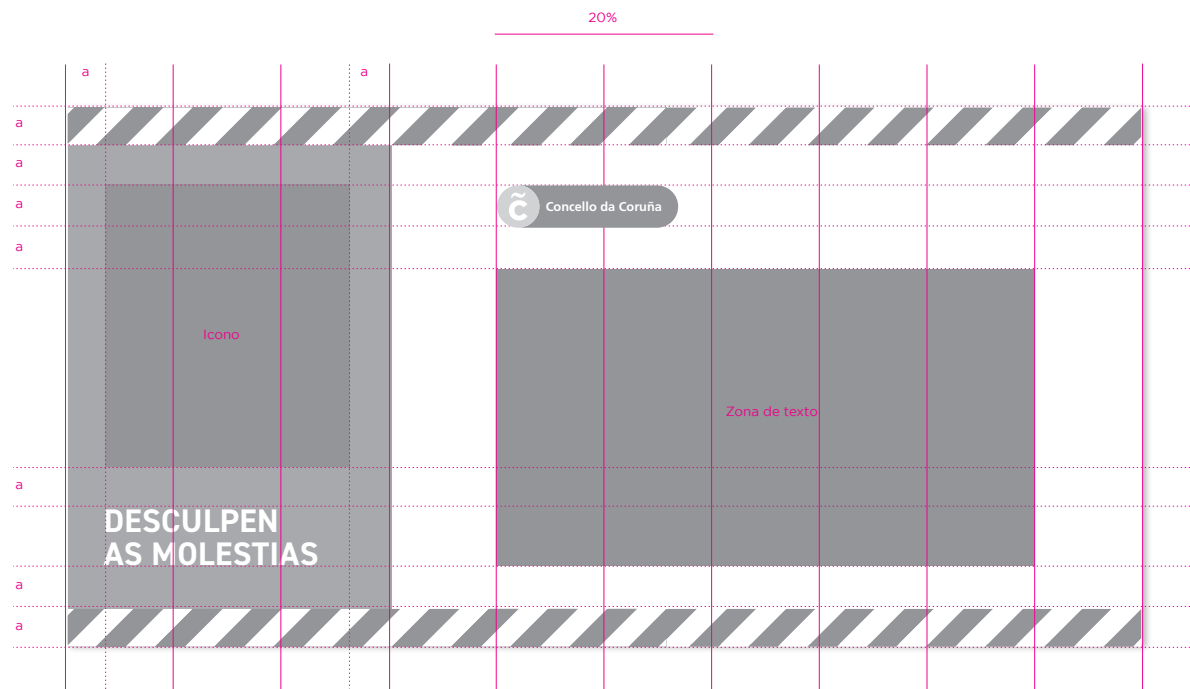 20%
a
a
a
a
a
Concello da Coruña
a
Icono
Zona de texto
a
DESCULPEN
AS MOLESTIAS
a
a